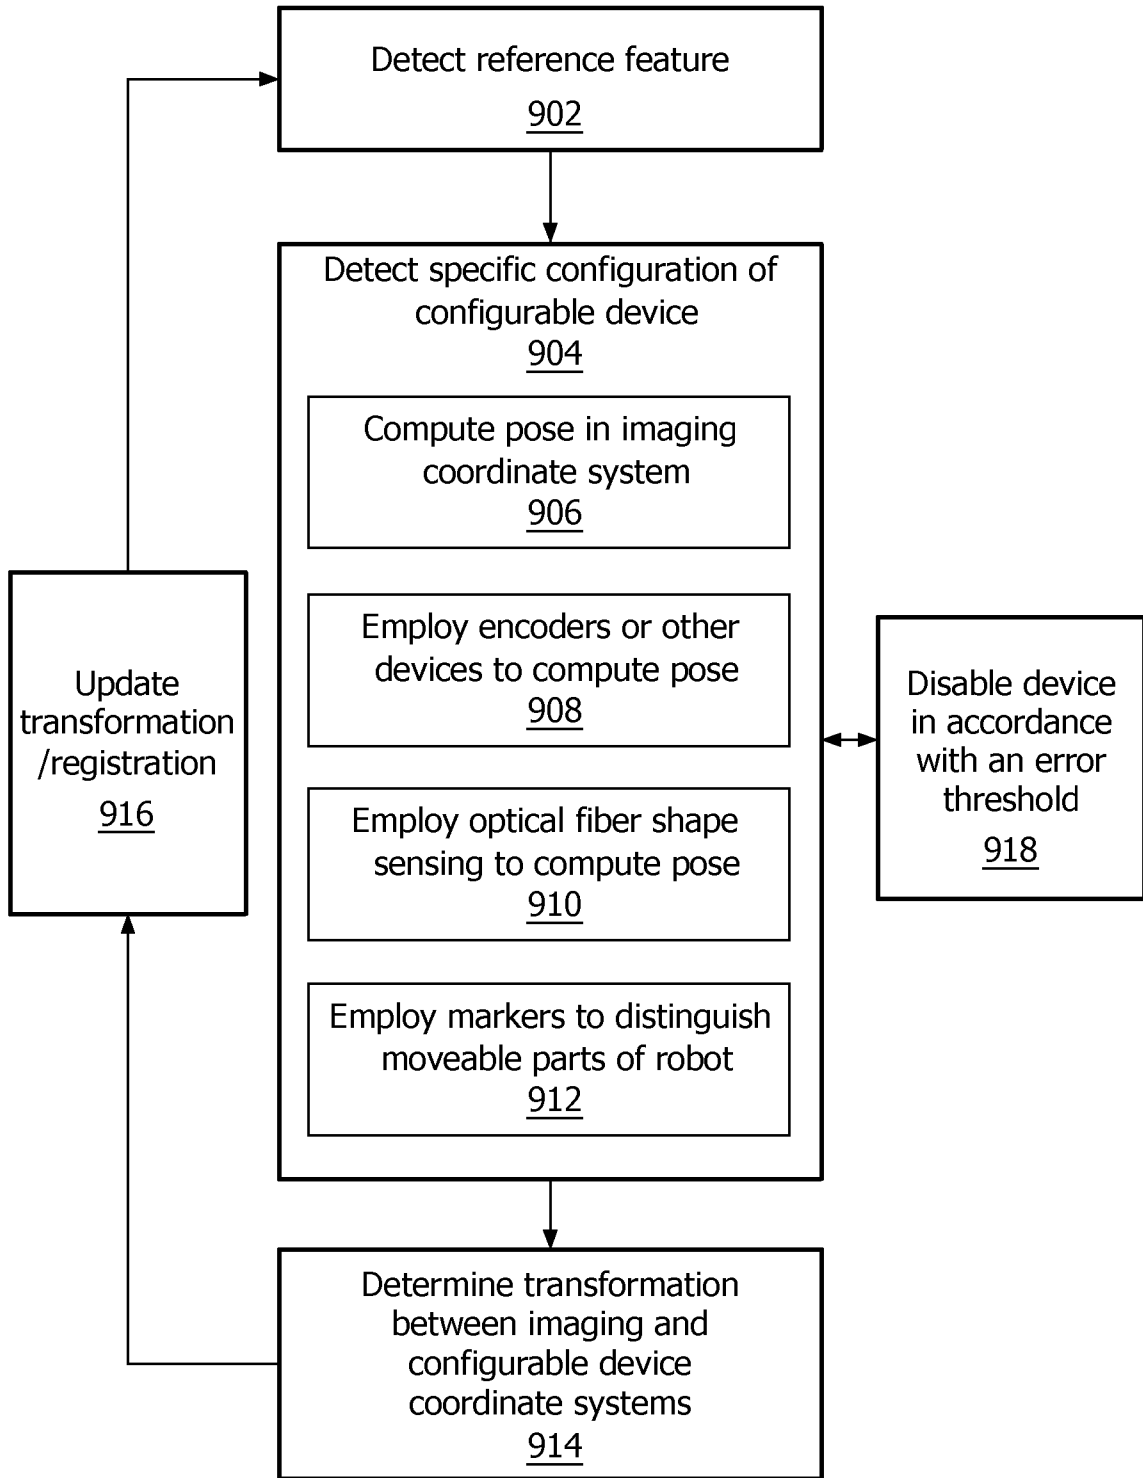 Detect reference feature
902
Detect specific configuration of
configurable device
904
Compute pose in imaging
coordinate system
906
Employ encoders or other
devices to compute pose
908
Employ optical fiber shape
sensing to compute pose
910
Employ markers to distinguish
moveable parts of robot
912
Determine transformation
between imaging and
configurable device
coordinate systems
914
Update
transformation
/registration
916
Disable device
in accordance
with an error
threshold
918